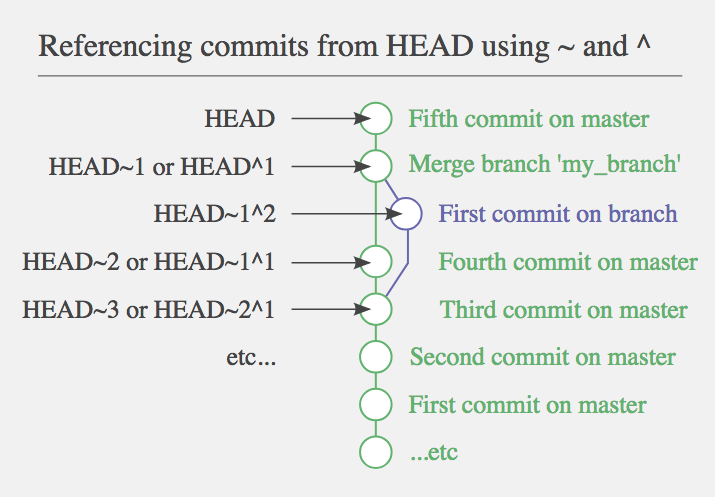 Referencing commits from HEAD using ~ and ^
HEAD Fifth commit on master
HEAD~1 or HEAD^1 Merge branch 'my_branch'
HEAD~1^2 First commit on branch
HEAD~2 or HEAD~1^1 Fourth commit on master
HEAD~3 or HEAD~2^1 Third commit on master
etc... Second commit on master
First commit on master
...etc